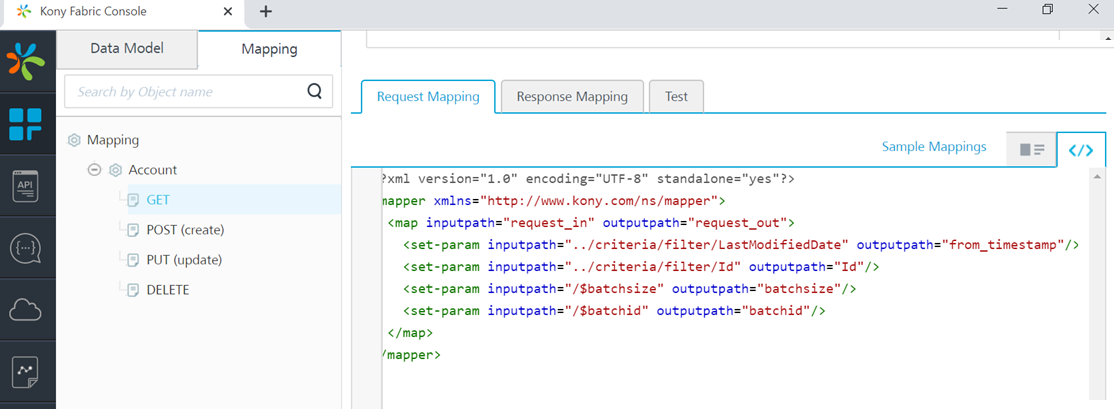 Kony Fabric Console
Data Model
Mapping
Search by Object name
Mapping
Account
GET
POST (create)
PUT (update)
DELETE
API
{...}
Request Mapping
Response Mapping
Test
Sample Mappings
</>
?xml version="1.0" encoding="UTF-8" standalone="yes"?>
mapper xmlns="http://www.kony.com/ns/mapper">
<map inputpath="request_in" outputpath="request_out">
<set-param inputpath="../criteria/filter/LastModifiedDate" outputpath="from_timestamp"/>
<set-param inputpath="../criteria/filter/Id" outputpath="Id"/>
<set-param inputpath="/$batchsize" outputpath="batchsize"/>
<set-param inputpath="/$batchid" outputpath="batchid"/>
</map>
/mapper>